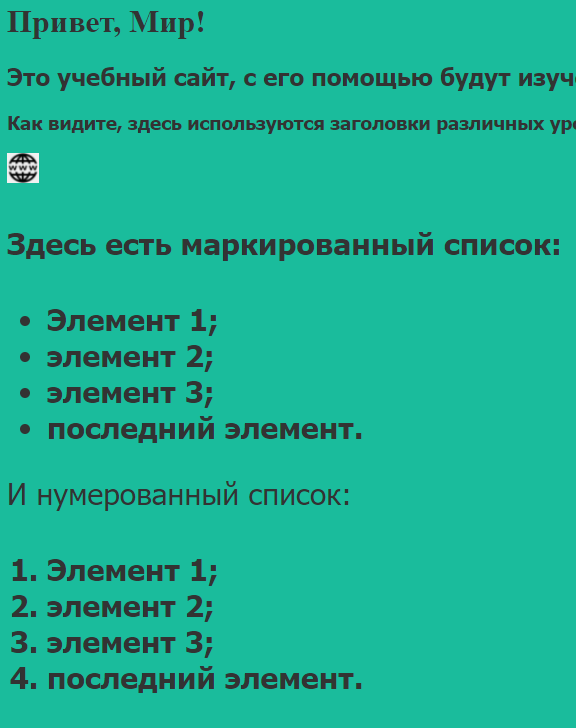 Привет, Мир!
Это учебный сайт, с его помощью будут
Как видите, здесь используются заголовки различных
www
Здесь есть маркированный список:
• Элемент 1;
• элемент 2;
• элемент 3;
• последний элемент.
И нумерованный список:
1. Элемент 1;
2. элемент 2;
3. элемент 3;
4. последний элемент.